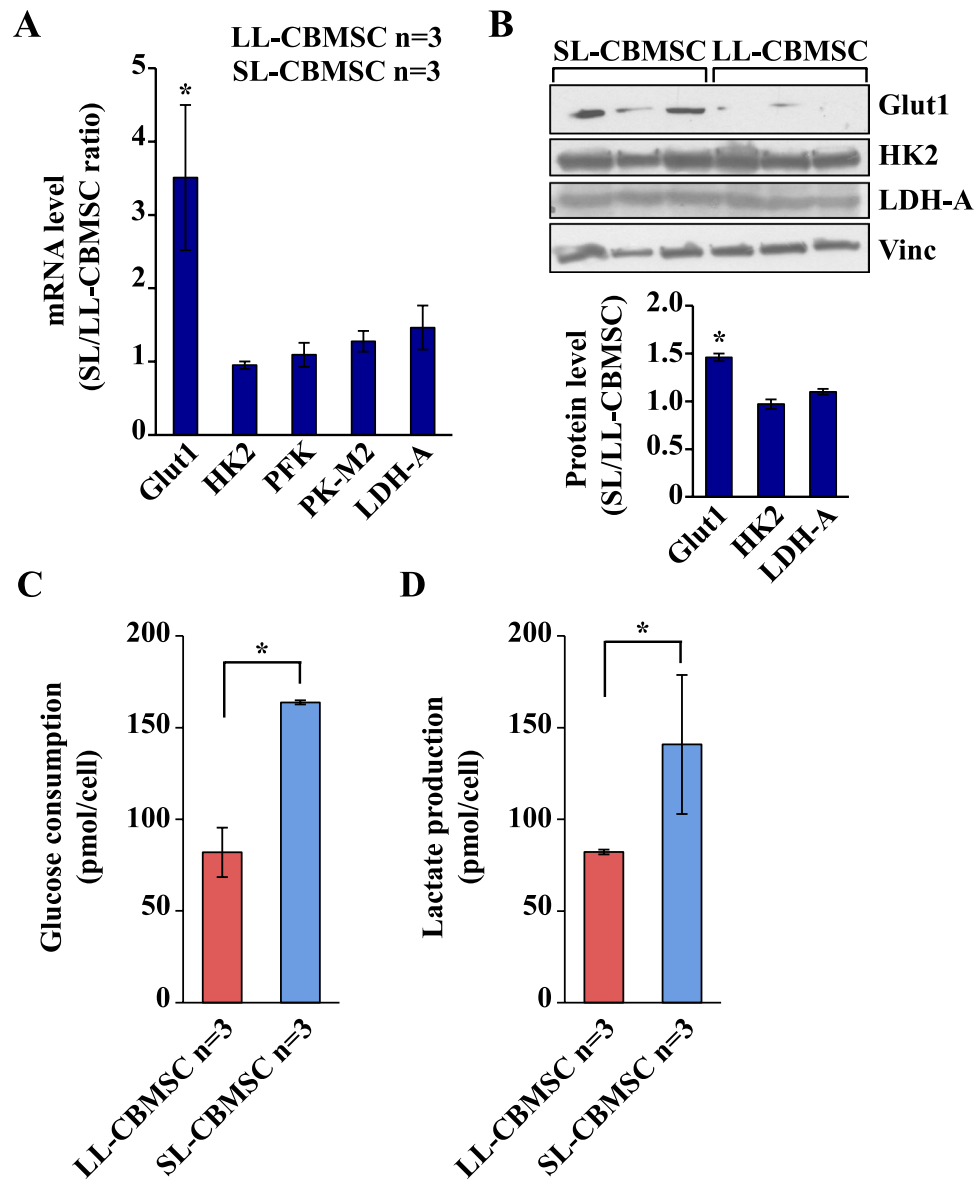 A
LL-CBMSC n=3
SL-CBMSC n=3
mRNA level
(SL/LL-CBMSC ratio)
5
4
3
2
1
0
*
Glut1
HK2
PFK
PK-M2
LDH-A
B
SL-CBMSC LL-CBMSC
Glut1
HK2
LDH-A
Vinc
Protein level
(SL/LL-CBMSC)
2.0
1.5
1.0
0.5
0
*
Glut1
HK2
LDH-A
C
Glucose consumption
(pmol/cell)
200
150
100
50
0
*
LL-CBMSC n=3
SL-CBMSC n=3
D
Lactate production
(pmol/cell)
200
150
100
50
0
*
LL-CBMSC n=3
SL-CBMSC n=3